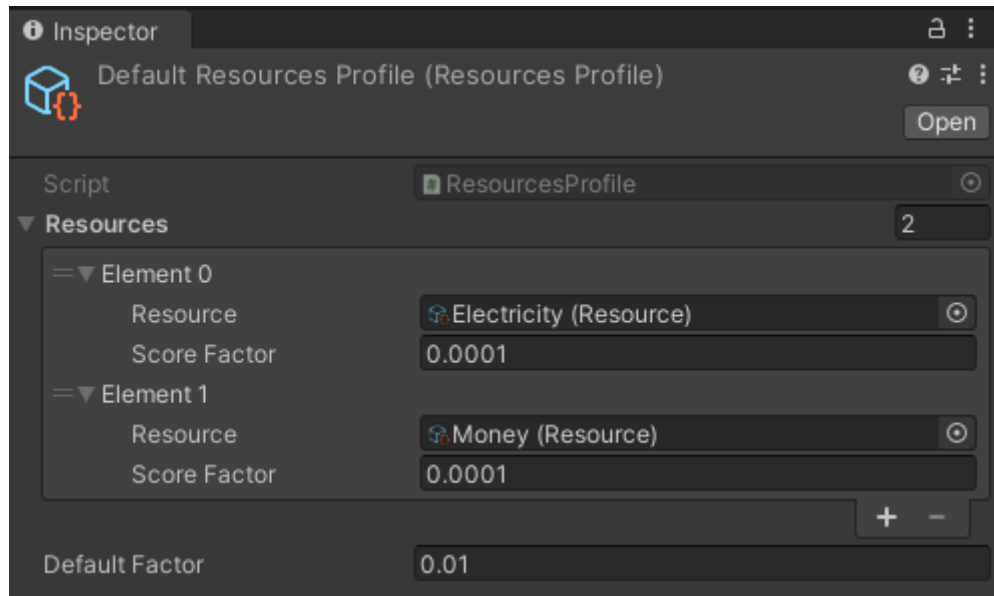 Inspector
Default Resources Profile (Resources Profile)
Open
Script ResourcesProfile
Resources 2
Element 0
Resource Electricity (Resource)
Score Factor 0.0001
Element 1
Resource Money (Resource)
Score Factor 0.0001
+ −
Default Factor 0.01